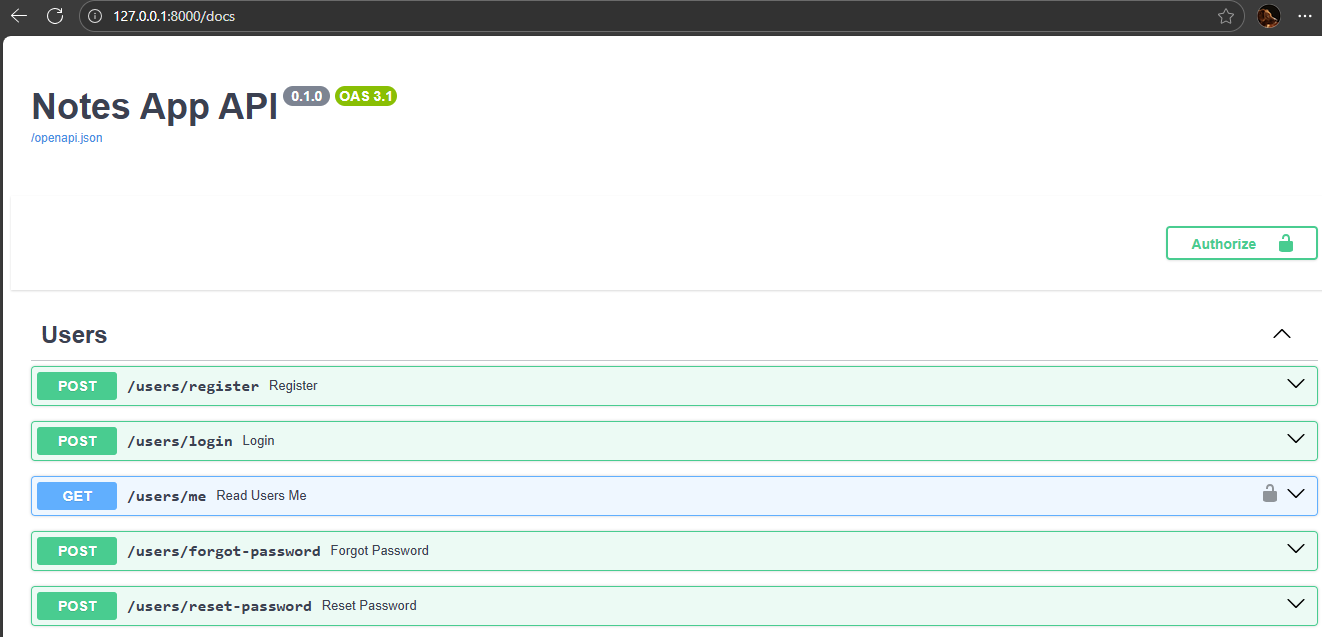 127.0.0.1:8000/docs
Notes App API 0.1.0 OAS 3.1
/openapi.json
Authorize
Users
POST /users/register Register
POST /users/login Login
GET /users/me Read Users Me
POST /users/forgot-password Forgot Password
POST /users/reset-password Reset Password